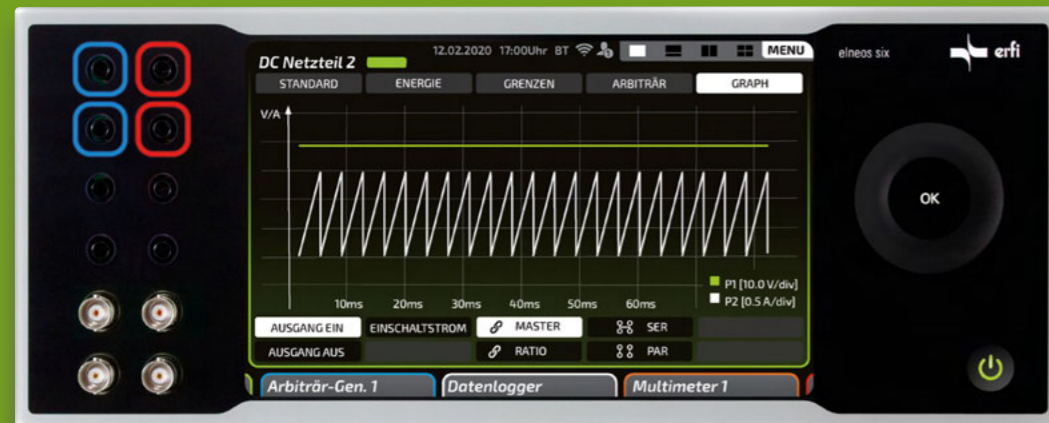 DC Netzteil 2
12.02.2020 17:00Uhr BT MENU
STANDARD ENERGIE GRENZEN ARBITRÄR GRAPH
V/A
10ms 20ms 30ms 40ms 50ms 60ms
P1 [10.0 V/div]
P2 [0.5 A/div]
AUSGANG EIN EINSCHALTSTROM MASTER SER
AUSGANG AUS RATIO PAR
Arbiträr-Gen. 1 Datenlogger Multimeter 1
elneos six erfi
OK